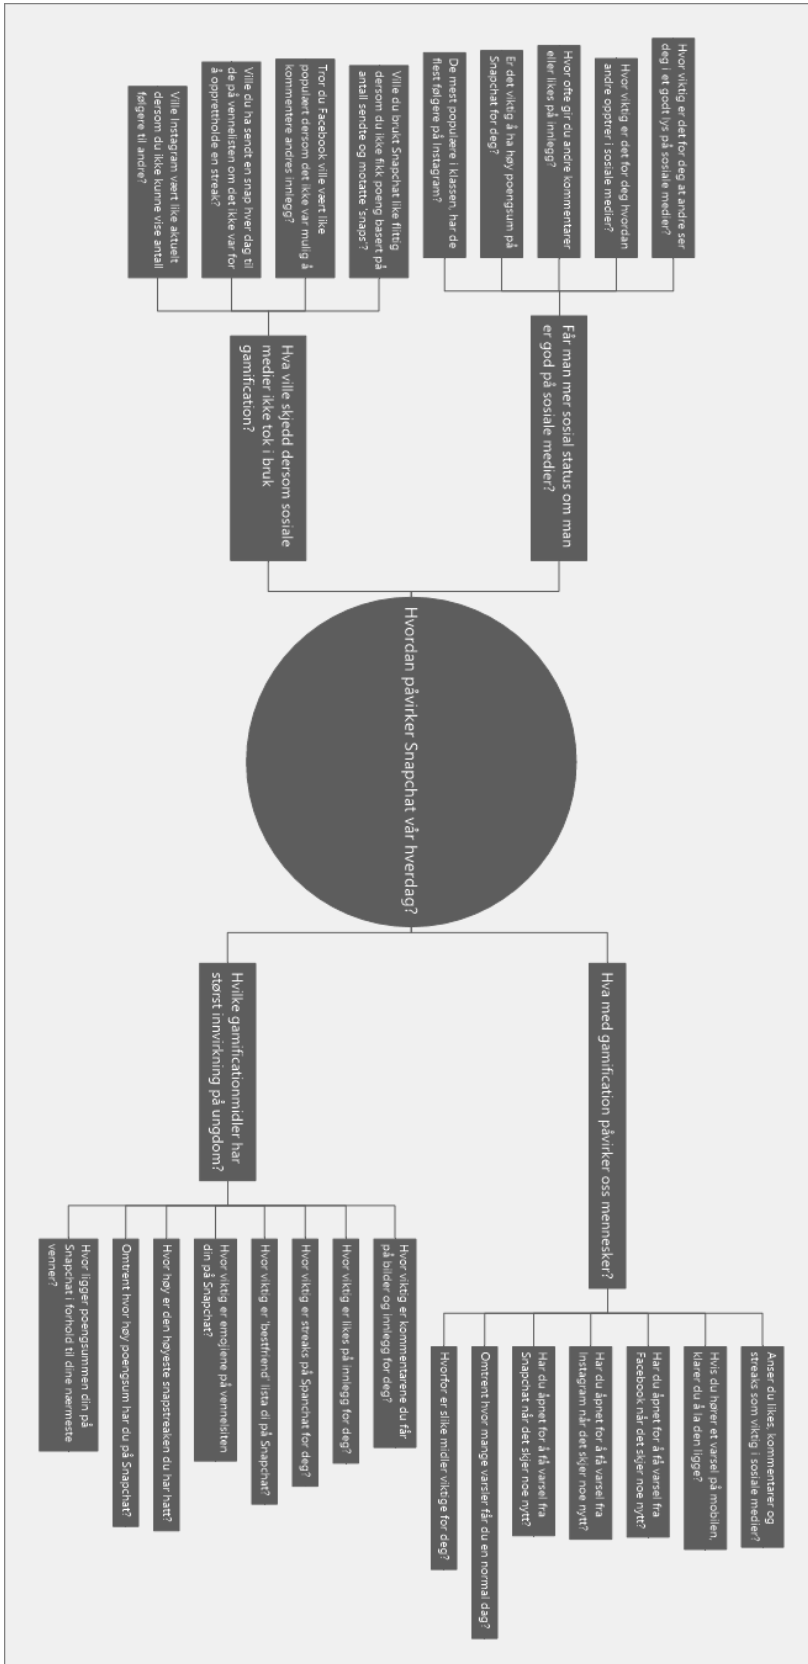 Hvor viktig er det for deg at andre ser
deg i et godt lys på sosiale medier?
Hvor viktig er det for deg hvordan
andre opptrer i sosiale medier?
Hvor ofte gir du andre kommentarer
eller likes på innlegg?
Er det viktig å ha høy poengsum på
Snapchat for deg?
De mest populære i klassen, har de
flest følgere på Instagram?
Får man mer sosial status om man
er god på sosiale medier?
Ville du brukt Snapchat like flittig
dersom du ikke fikk poeng basert på
antall sendte og motatte 'snaps'?
Tror du Facebook ville vært like
populært dersom det ikke var mulig å
kommentere andres innlegg?
Ville du ha sendt en snap hver dag til
de på vennelisten om det ikke var for
å opprettholde en streak?
Ville Instagram vært like aktuelt
dersom du ikke kunne vise antall
følgere til andre?
Hva ville skjedd dersom sosiale
medier ikke tok i bruk
gamification?
Hvordan påvirker Snapchat vår hverdag?
Hva med gamification påvirker oss mennesker?
Anser du likes, kommentarer og
streaks som viktig i sosiale medier?
Hvis du hører et varsel på mobilen,
klarer du å la den ligge?
Har du åpnet for å få varsel fra
Facebook når det skjer noe nytt?
Har du åpnet for å få varsel fra
Instagram når det skjer noe nytt?
Har du åpnet for å få varsel fra
Snapchat når det skjer noe nytt?
Omtrent hvor mange varsler får du en normal dag?
Hvorfor er slike midler viktige for deg?
Hvilke gamificationmidler har
størst innvirkning på ungdom?
Hvor viktig er kommentarene du får
på bilder og innlegg for deg?
Hvor viktig er likes på innlegg for deg?
Hvor viktig er streaks på Spanchat for deg?
Hvor viktig er 'bestfriend' lista di på Snapchat?
Hvor viktig er emojiene på vennelsiten
din på Snapchat?
Hvor høy er den høyeste snapstreaken du har hatt?
Omtrent hvor høy poengsum har du på Snapchat?
Hvor ligger poengsummen din på
Snapchat i forhold til dine nærmeste
venner?